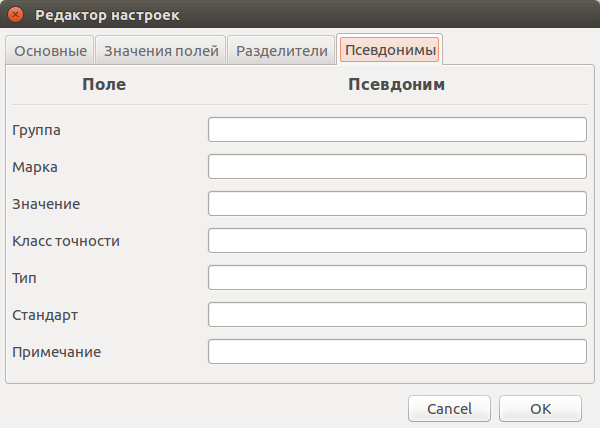 Редактор настроек
Основные Значения полей Разделители Псевдонимы
Поле Псевдоним
Группа
Марка
Значение
Класс точности
Тип
Стандарт
Примечание
Cancel OK